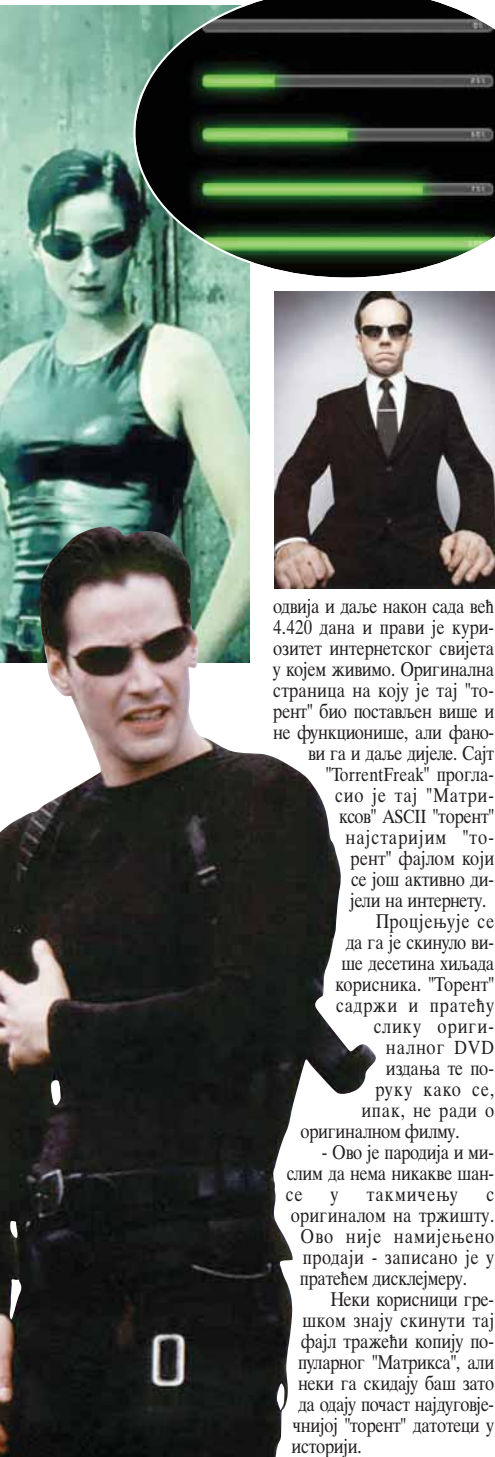 25%
75%
одвија и даље након сада већ
4.420 дана и прави је кури-
озитет интернетског свијета
у којем живимо. Оригинална
страница на коју је тај "то-
рент" био постављен више и
не функционише, али фано-
ви га и даље дијеле. Сајт
"TorrentFreak" прогла-
сио је тај "Матри-
ксов" ASCII "торент"
најстаријим "то-
рент" фајлом који
се још активно ди-
јели на интернету.
Процјењује се
да га је скинуло ви-
ше десетина хиљада
корисника. "Торент"
садржи и пратећу
слику ориги-
налног DVD
издања те по-
руку како се,
ипак, не ради о
оригиналном филму.
- Ово је пародија и ми-
слим да нема никакве шан-
се у такмичењу с
оригиналом на тржишту.
Ово није намијењено
продаји - записано је у
пратећем дисклејмеру.
Неки корисници гре-
шком знају скинути тај
фајл тражећи копију по-
пуларног "Матрикса", али
неки га скидају баш зато
да одају почаст најдуговје-
чнијој "торент" датотеци у
историји.